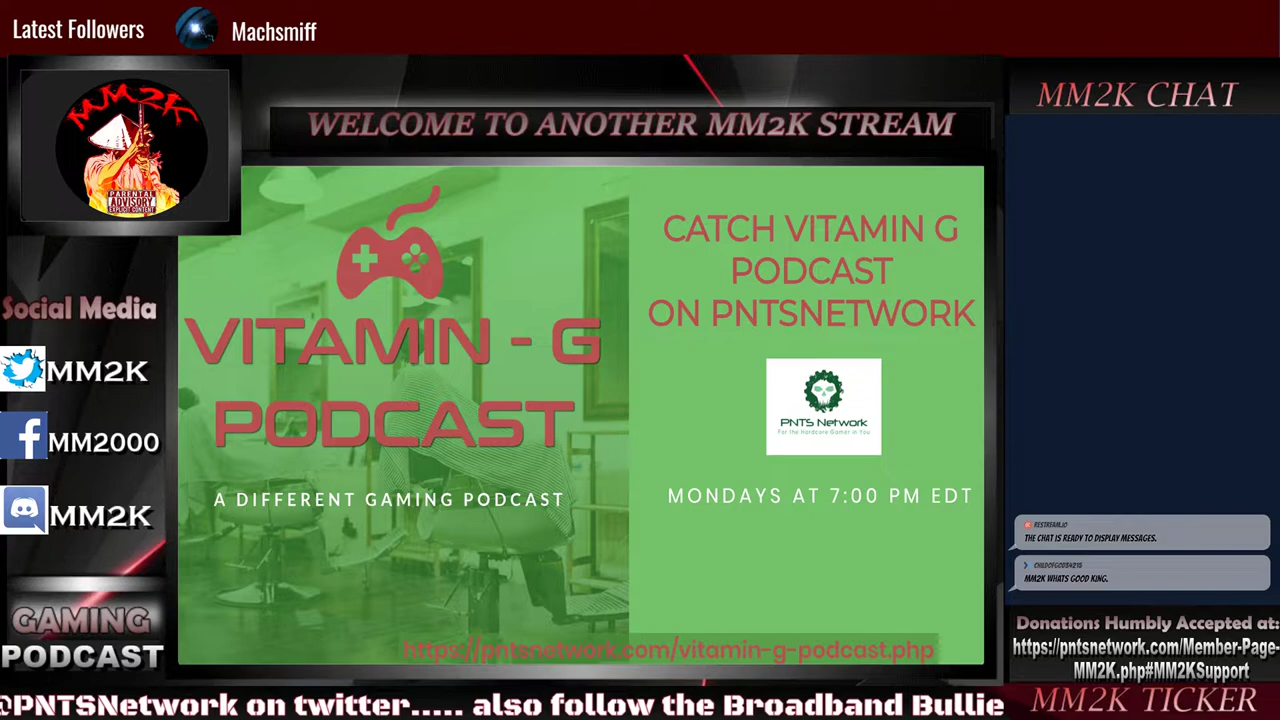 Latest Followers
Machsmiff
MM2K
PARENTAL
ADVISORY
EXPLICIT CONTENT
WELCOME TO ANOTHER MM2K STREAM
MM2K CHAT
VITAMIN - G
PODCAST
A DIFFERENT GAMING PODCAST
CATCH VITAMIN G
PODCAST
ON PNTSNETWORK
PNTS Network
For the Hardcore Gamer in You
MONDAYS AT 7:00 PM EDT
https://pntsnetwork.com/vitamin-g-podcast.php
Social Media
MM2K
MM2000
MM2K
GAMING
PODCAST
RESTREAM.IO
THE CHAT IS READY TO DISPLAY MESSAGES.
CHILDOFGOD34215
MM2K WHATS GOOD KING.
Donations Humbly Accepted at:
https://pntsnetwork.com/Member-Page-
MM2K.php#MM2KSupport
@PNTSNetwork on twitter..... also follow the Broadband Bullie
MM2K TICKER